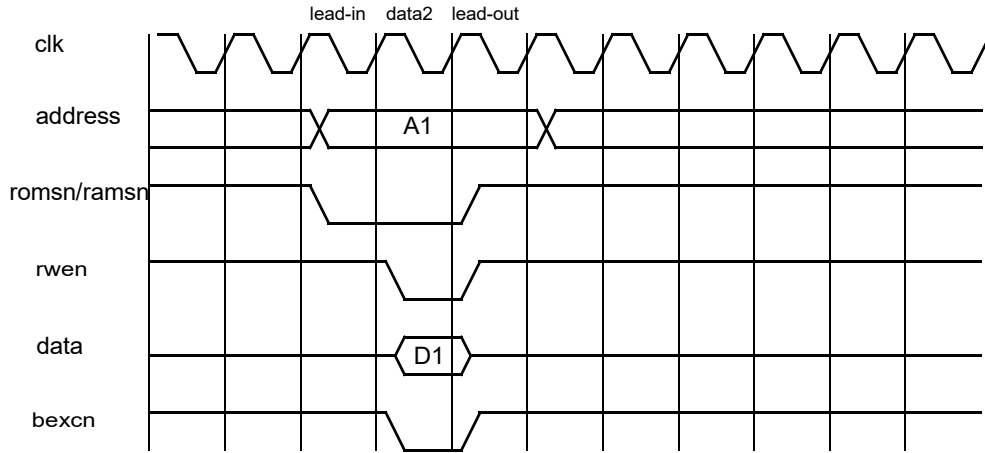 lead-in data2 lead-out
clk
address A1
romsn/ramsn
rwen
data D1
bexcn